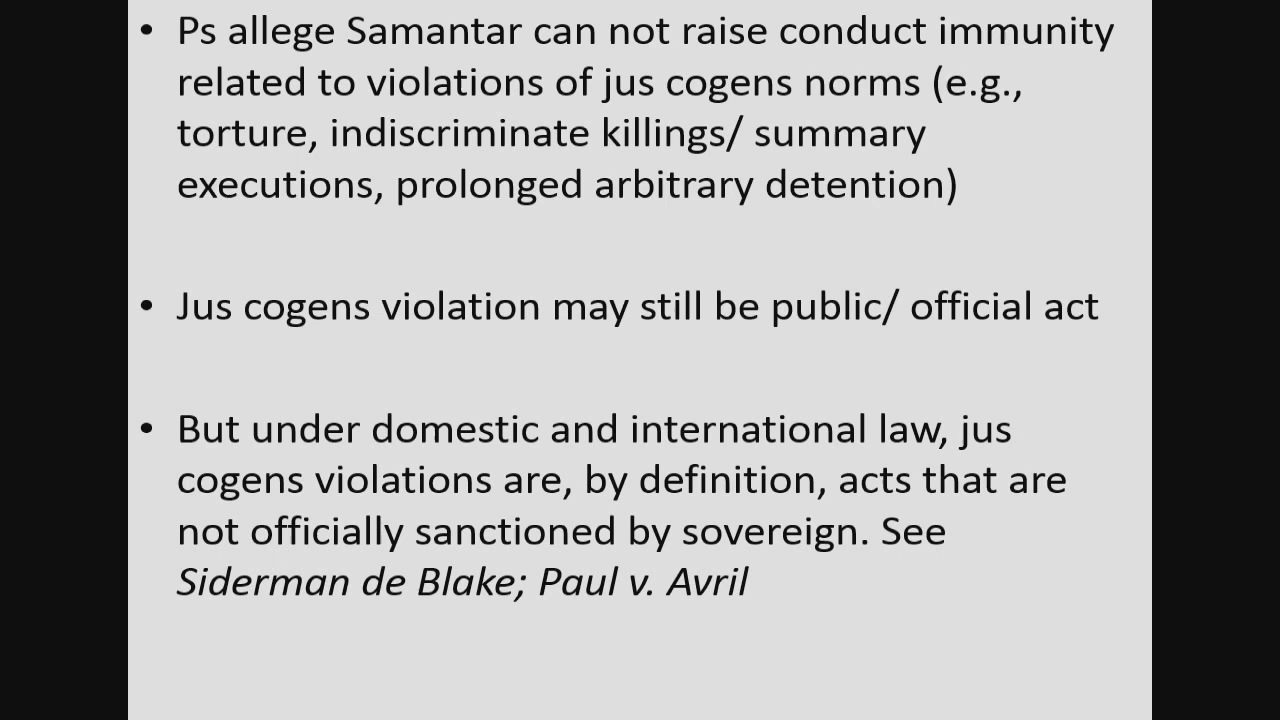 • Ps allege Samantar can not raise conduct immunity
related to violations of jus cogens norms (e.g.,
torture, indiscriminate killings/ summary
executions, prolonged arbitrary detention)
• Jus cogens violation may still be public/ official act
• But under domestic and international law, jus
cogens violations are, by definition, acts that are
not officially sanctioned by sovereign. See
Siderman de Blake; Paul v. Avril